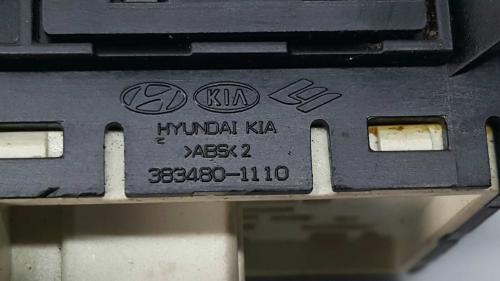 KIA
HYUNDAI KIA
>ABS< 2
383480-1110